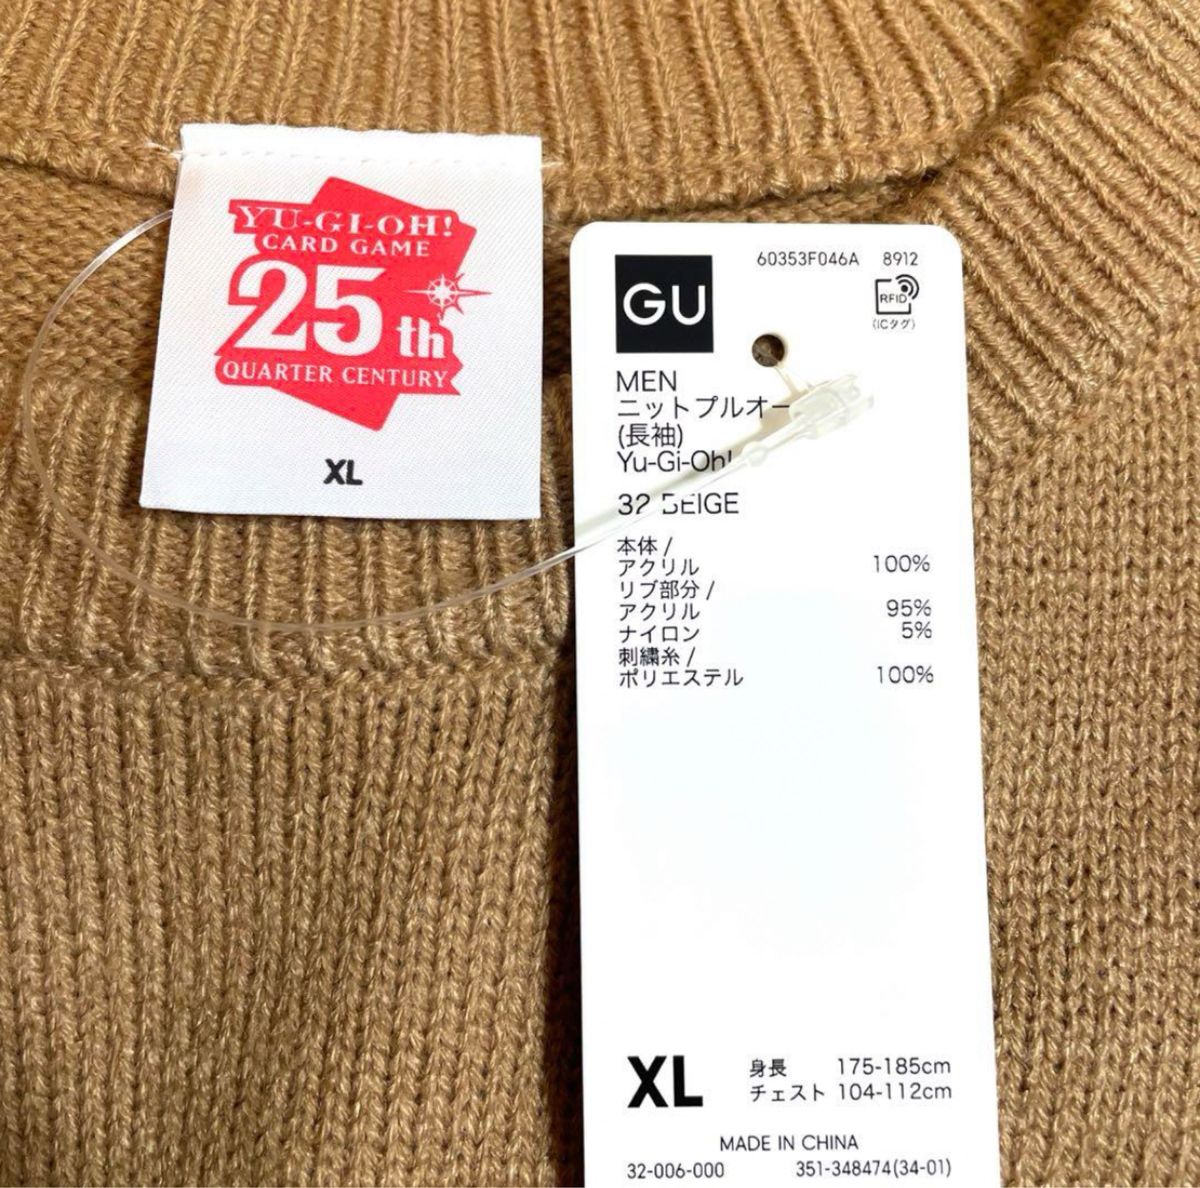 YU-GI-OH!
CARD GAME
25th
QUARTER CENTURY
XL
GU
60353F046A 8912
RFID
(ICタグ)
MEN
ニットプルオー
(長袖)
Yu-Gi-Oh!
32 BEIGE
本体 /
アクリル 100%
リブ部分 /
アクリル 95%
ナイロン 5%
刺繍糸 /
ポリエステル 100%
XL
身長 175-185cm
チェスト 104-112cm
MADE IN CHINA
32-006-000 351-348474(34-01)